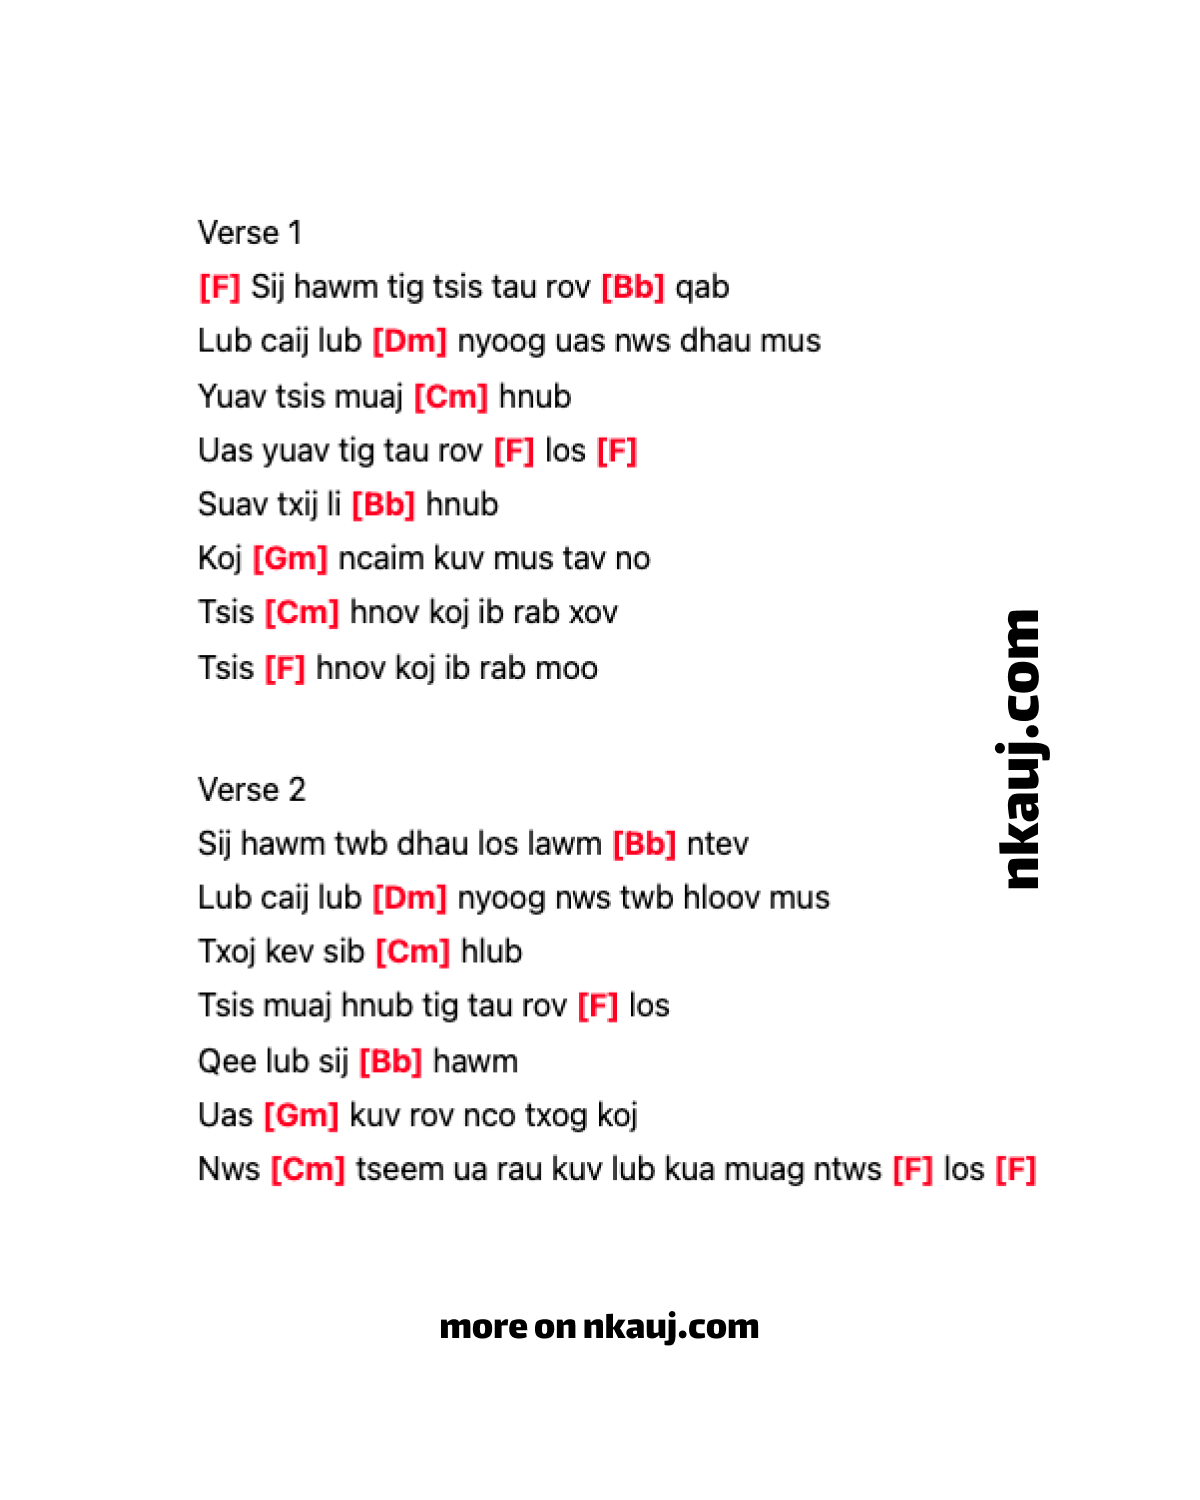 Verse 1
[F] Sij hawm tig tsis tau rov [Bb] qab
Lub caij lub [Dm] nyoog uas nws dhau mus
Yuav tsis muaj [Cm] hnub
Uas yuav tig tau rov [F] los [F]
Suav txij li [Bb] hnub
Koj [Gm] ncaim kuv mus tav no
Tsis [Cm] hnov koj ib rab xov
Tsis [F] hnov koj ib rab moo
Verse 2
Sij hawm twb dhau los lawm [Bb] ntev
Lub caij lub [Dm] nyoog nws twb hloov mus
Txoj kev sib [Cm] hlub
Tsis muaj hnub tig tau rov [F] los
Qee lub sij [Bb] hawm
Uas [Gm] kuv rov nco txog koj
Nws [Cm] tseem ua rau kuv lub kua muag ntws [F] los [F]
nkauj.com
more on nkauj.com